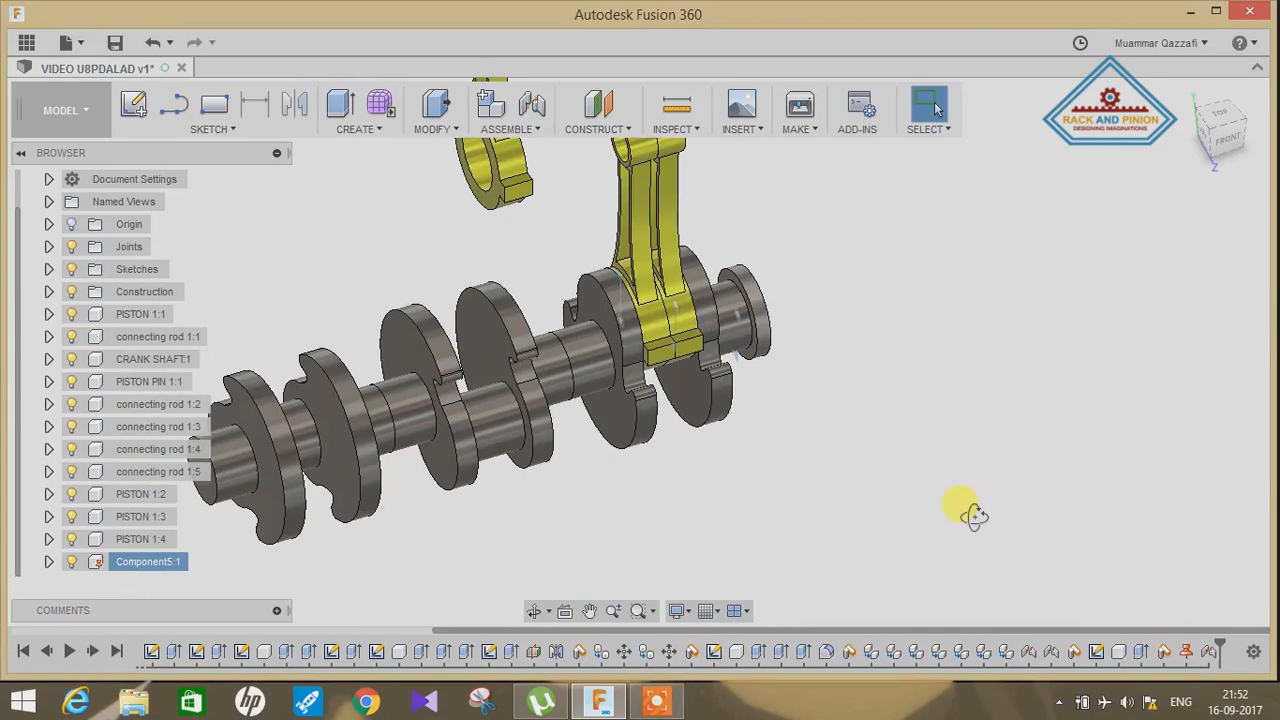 Autodesk Fusion 360
Muammar Qazzafi
VIDEO U8PDALAD v1*
MODEL
SKETCH
CREATE
MODIFY
ASSEMBLE
CONSTRUCT
INSPECT
INSERT
MAKE
ADD-INS
SELECT
RACK AND PINION
DESIGNING IMAGINATIONS
TOP
FRONT
Z
BROWSER
Document Settings
Named Views
Origin
Joints
Sketches
Construction
PISTON 1:1
connecting rod 1:1
CRANK SHAFT:1
PISTON PIN 1:1
connecting rod 1:2
connecting rod 1:3
connecting rod 1:4
connecting rod 1:5
PISTON 1:2
PISTON 1:3
PISTON 1:4
Component5:1
COMMENTS
ENG
21:52
16-09-2017